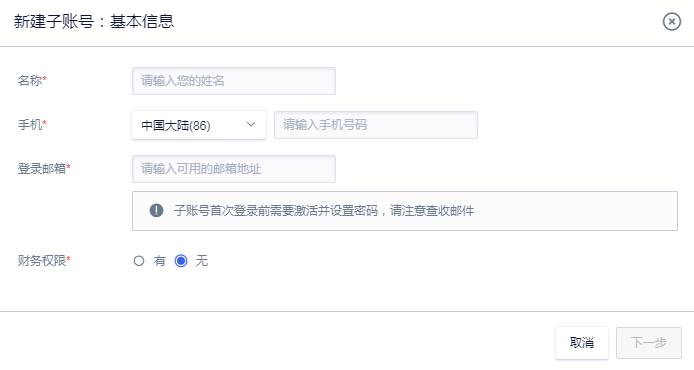 新建子账号：基本信息
名称* 请输入您的姓名
手机* 中国大陆(86) 请输入手机号码
登录邮箱* 请输入可用的邮箱地址
子账号首次登录前需要激活并设置密码，请注意查收邮件
财务权限* 有 无
取消 下一步